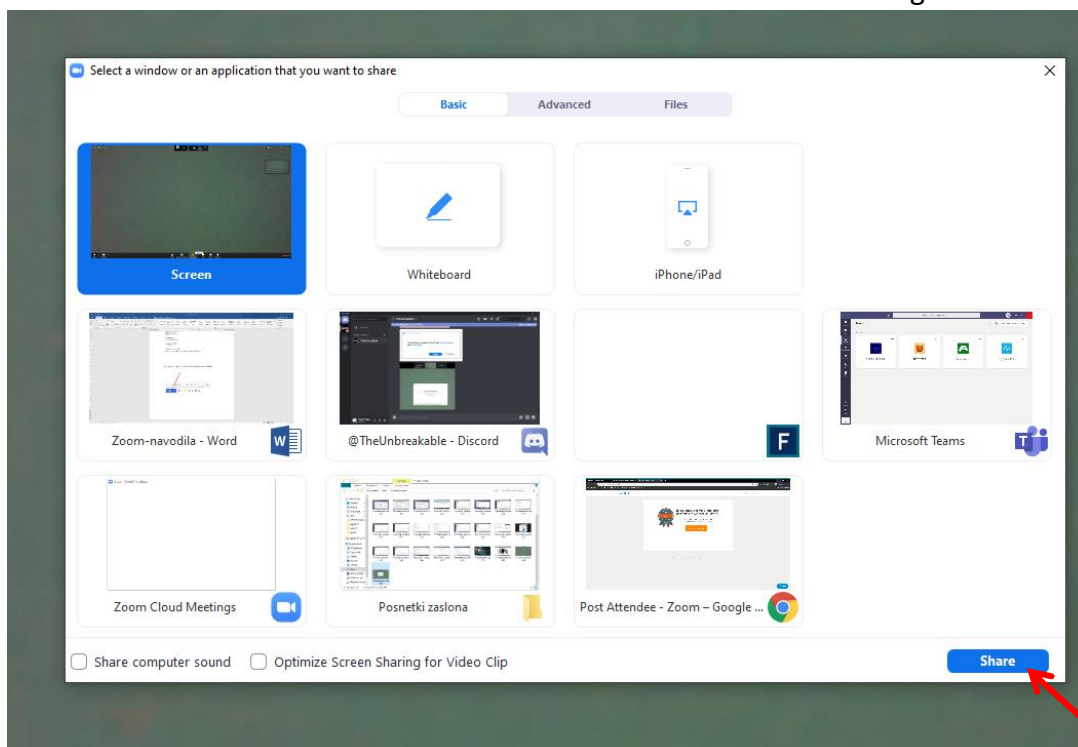 Select a window or an application that you want to share
Basic Advanced Files
Screen Whiteboard iPhone/iPad
Zoom-navodila - Word @TheUnbreakable - Discord F Microsoft Teams
Zoom Cloud Meetings Posnetki zaslona Post Attendee - Zoom – Google ...
Share computer sound Optimize Screen Sharing for Video Clip Share